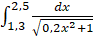 ∫_{1,3}^{2,5} dx / √(0,2x²+1)